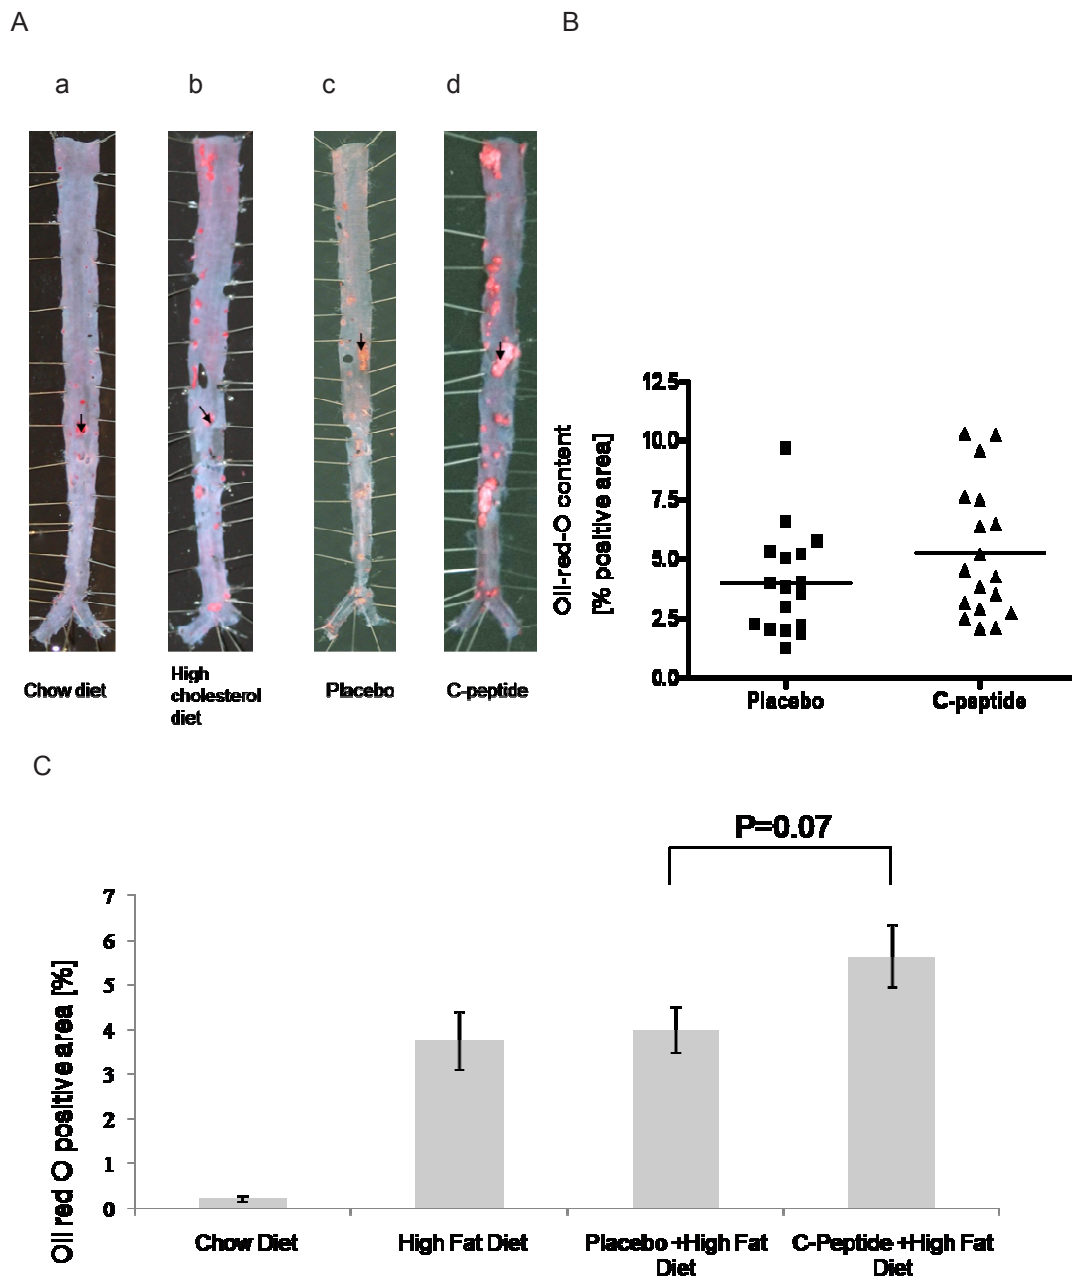 A
B
a b c d
Chow diet
High
cholesterol
diet
Placebo
C-peptide
Oil-red-O content
[% positive area]
12.5
10.0
7.5
5.0
2.5
0.0
Placebo
C-peptide
C
P=0.07
Oil red O positive area [%]
7
6
5
4
3
2
1
0
Chow Diet
High Fat Diet
Placebo +High Fat
Diet
C-Peptide +High Fat
Diet